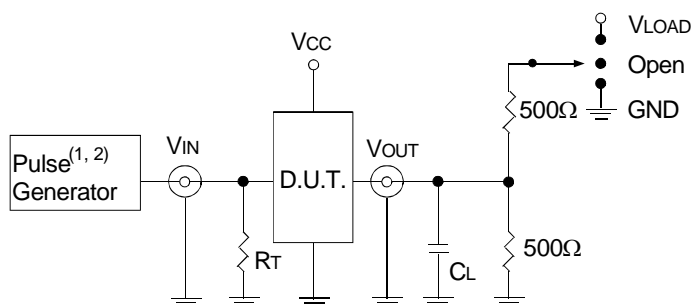 VLOAD
VCC
Open
500Ω
GND
Pulse(1, 2)
Generator
VIN
D.U.T.
VOUT
RT
CL
500Ω